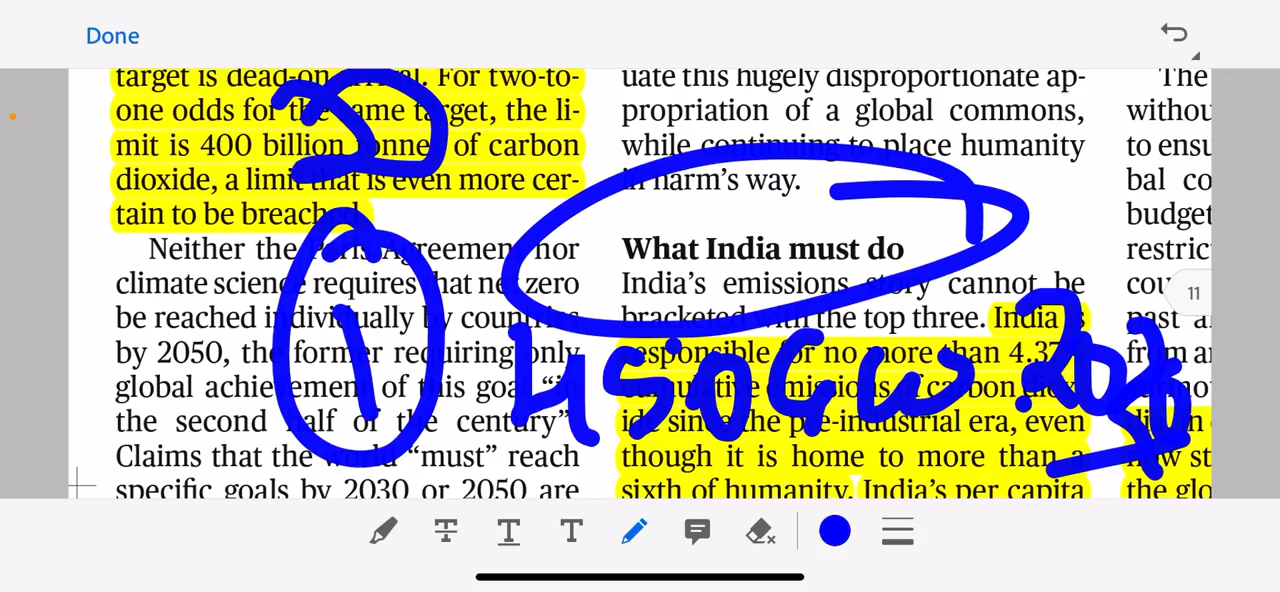 Done
target is dead-on arrival. For two-to-
one odds for the same target, the li-
mit is 400 billion tonnes of carbon
dioxide, a limit that is even more cer-
tain to be breached.
Neither the Paris Agreement nor
climate science requires that net zero
be reached individually by countries
by 2050, the former requiring only
global achievement of this goal “in
the second half of the century”
Claims that the world “must” reach
specific goals by 2030 or 2050 are
2
1
uate this hugely disproportionate ap-
propriation of a global commons,
while continuing to place humanity
in harm’s way.
What India must do
India’s emissions story cannot be
bracketed with the top three. India is
responsible for no more than 4.37%
cumulative emissions of carbon diox-
ide since the pre-industrial era, even
though it is home to more than a
sixth of humanity. India’s per capita
450GW
The
withou
to ensu
bal co
budget
restric
cou
past a
from a
now st
the glo
11
T T T